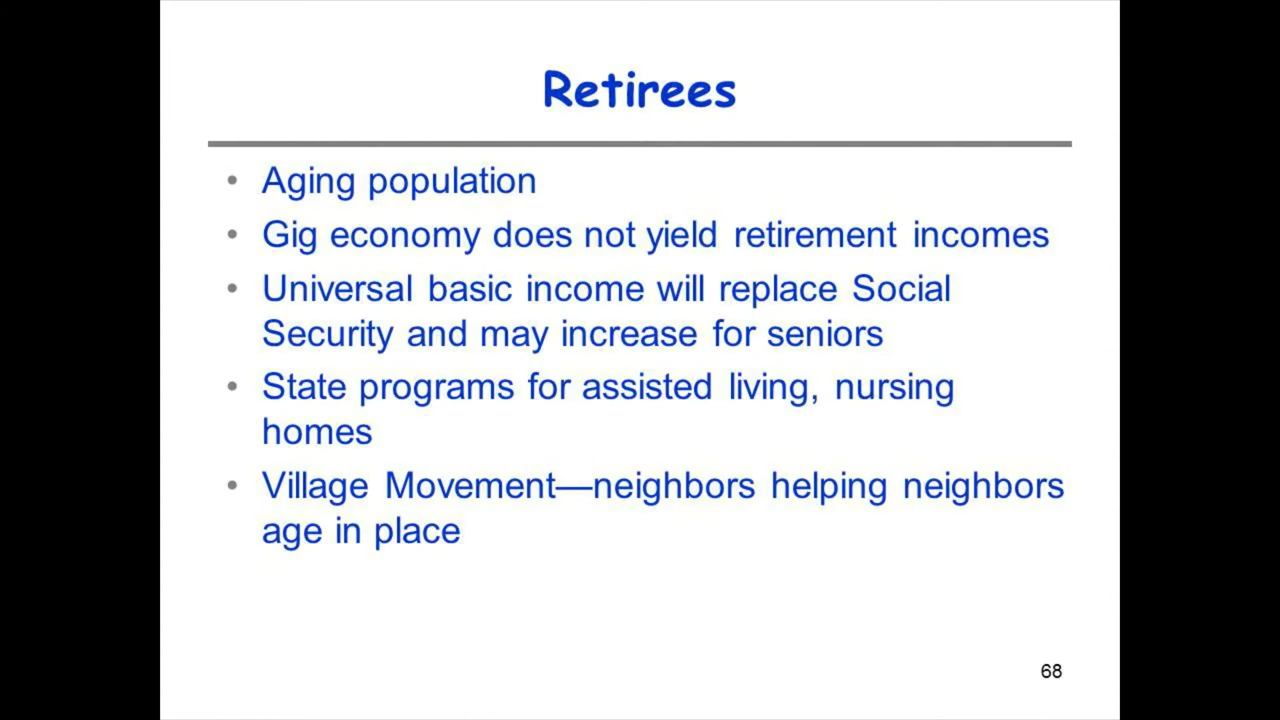 Retirees
• Aging population
• Gig economy does not yield retirement incomes
• Universal basic income will replace Social
Security and may increase for seniors
• State programs for assisted living, nursing
homes
• Village Movement—neighbors helping neighbors
age in place
68